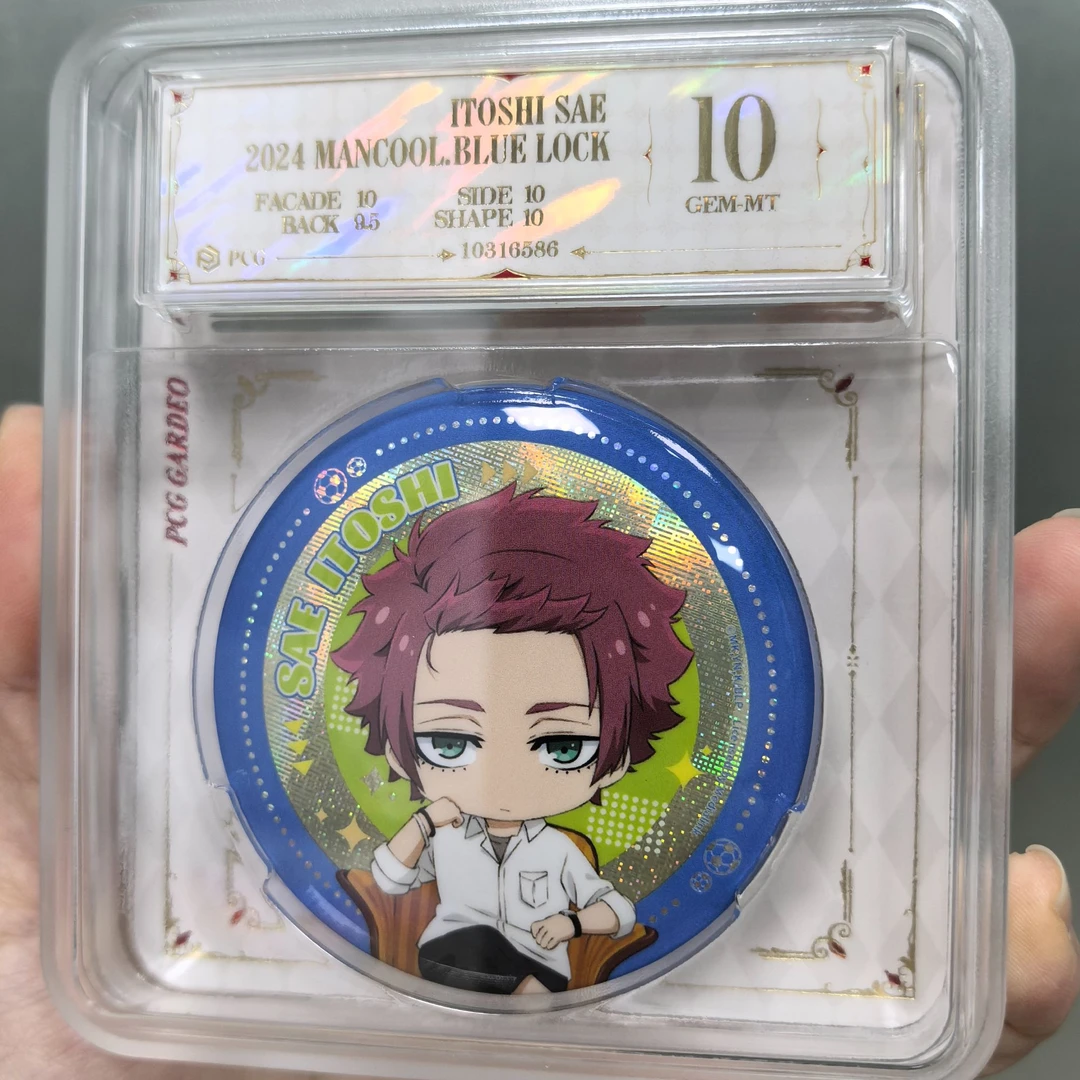 ITOSHI SAE
2024 MANCOOL.BLUE LOCK
FACADE 10 SIDE 10
BACK 9.5 SHAPE 10
10
GEM-MT
PCG
10316586
PCG GARDEO
SAE ITOSHI